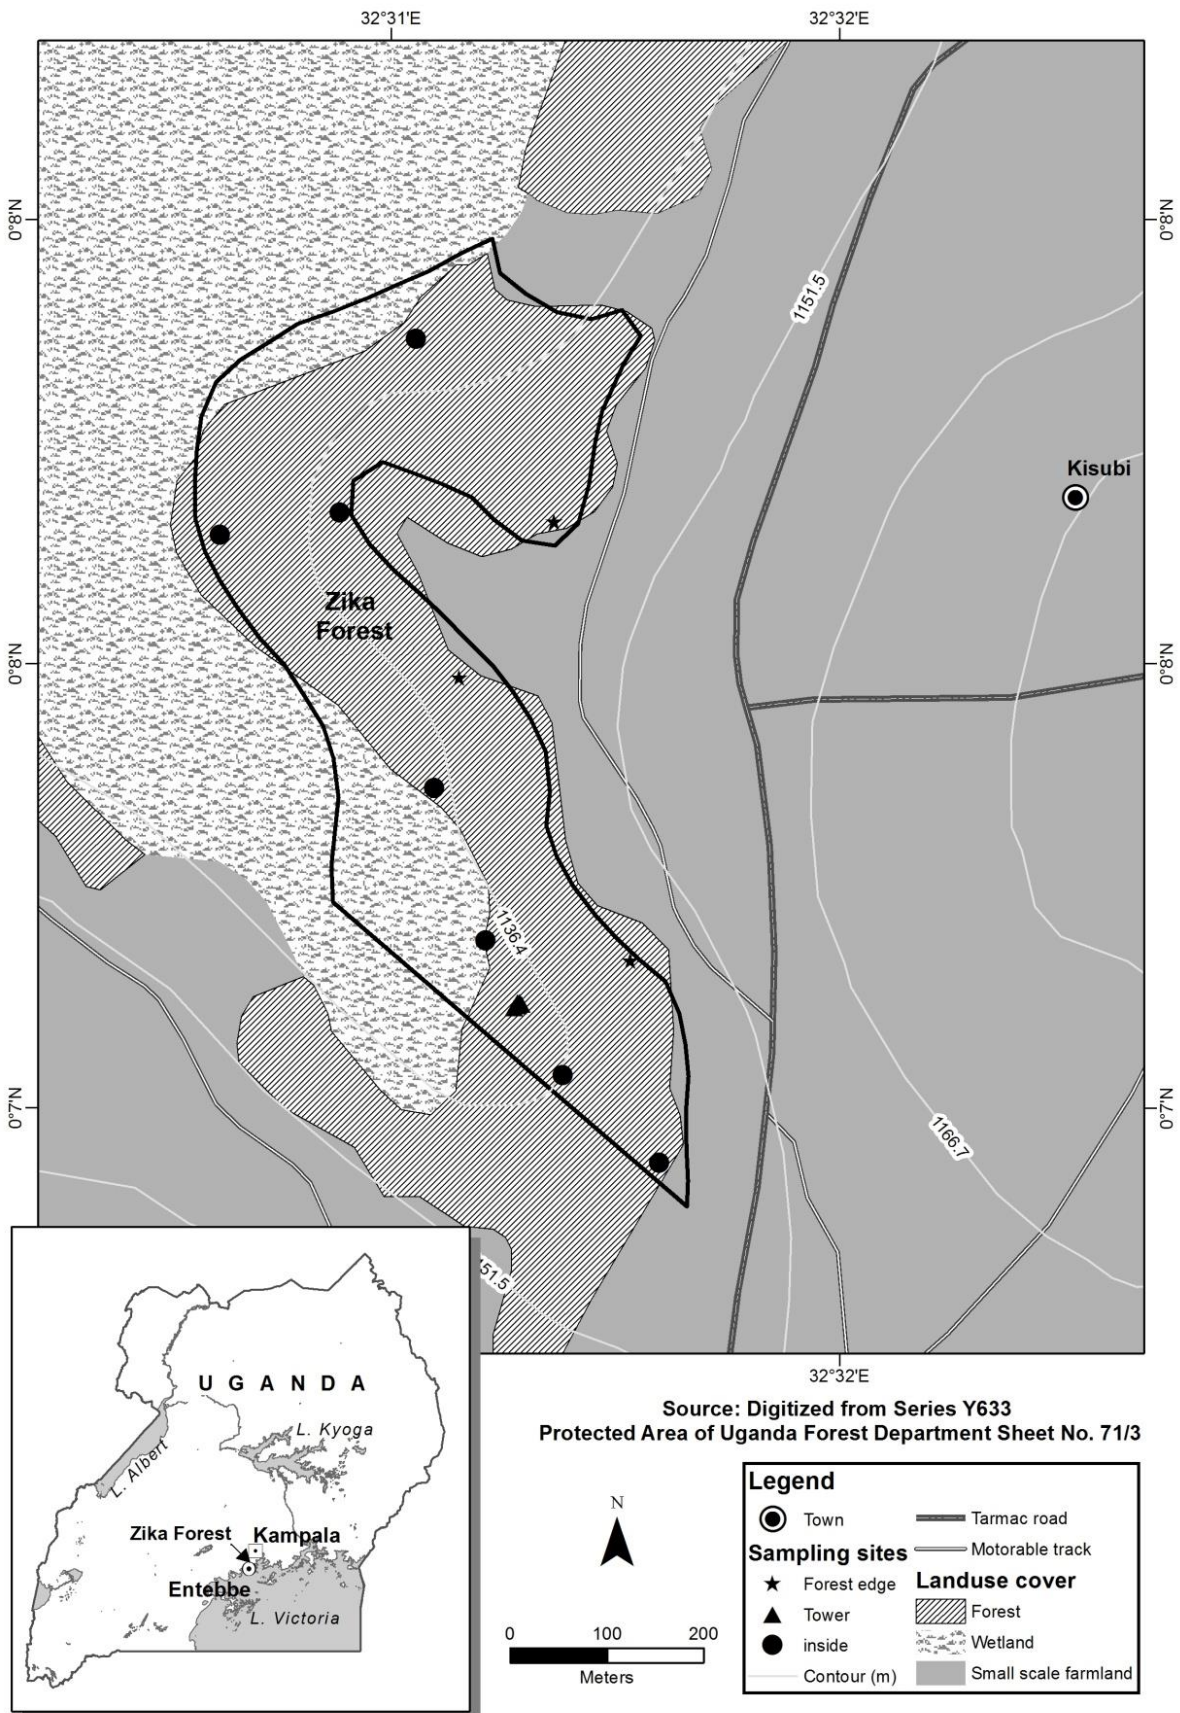 32°31'E
32°32'E
0°8'N
0°8'N
1151.5
Kisubi
Zika
Forest
0°8'N
0°8'N
1136.4
0°7'N
0°7'N
1166.7
151.5
32°32'E
U G A N D A
L. Kyoga
L. Albert
Zika Forest
Kampala
Entebbe
L. Victoria
Source: Digitized from Series Y633
Protected Area of Uganda Forest Department Sheet No. 71/3
N
0 100 200
Meters
Legend
Town
Sampling sites
Forest edge
Tower
inside
Contour (m)
Tarmac road
Motorable track
Landuse cover
Forest
Wetland
Small scale farmland